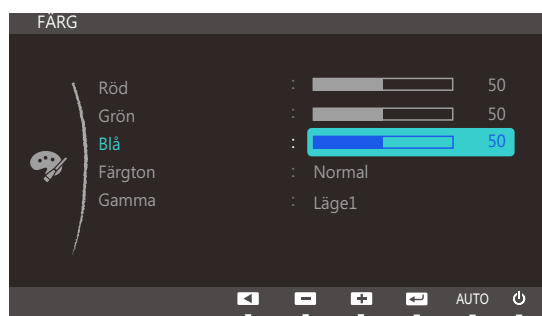 FÄRG
Röd : 50
Grön : 50
Blå : 50
Färgton : Normal
Gamma : Läge1
AUTO